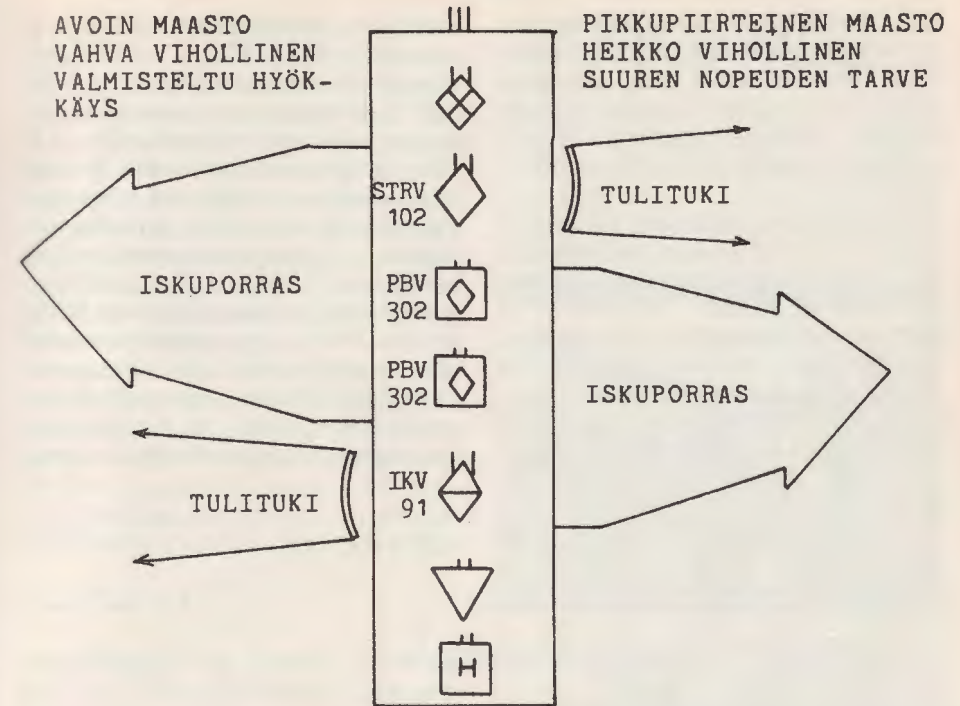 AVOIN MAASTO
VAHVA VIHOLLINEN
VALMISTELTU HYÖK-
KÄYS
PIKKUPIIRTEINEN MAASTO
HEIKKO VIHOLLINEN
SUUREN NOPEUDEN TARVE
STRV
102
TULITUKI
ISKUPORRAS
PBV
302
PBV
302
ISKUPORRAS
IKV
91
TULITUKI
H